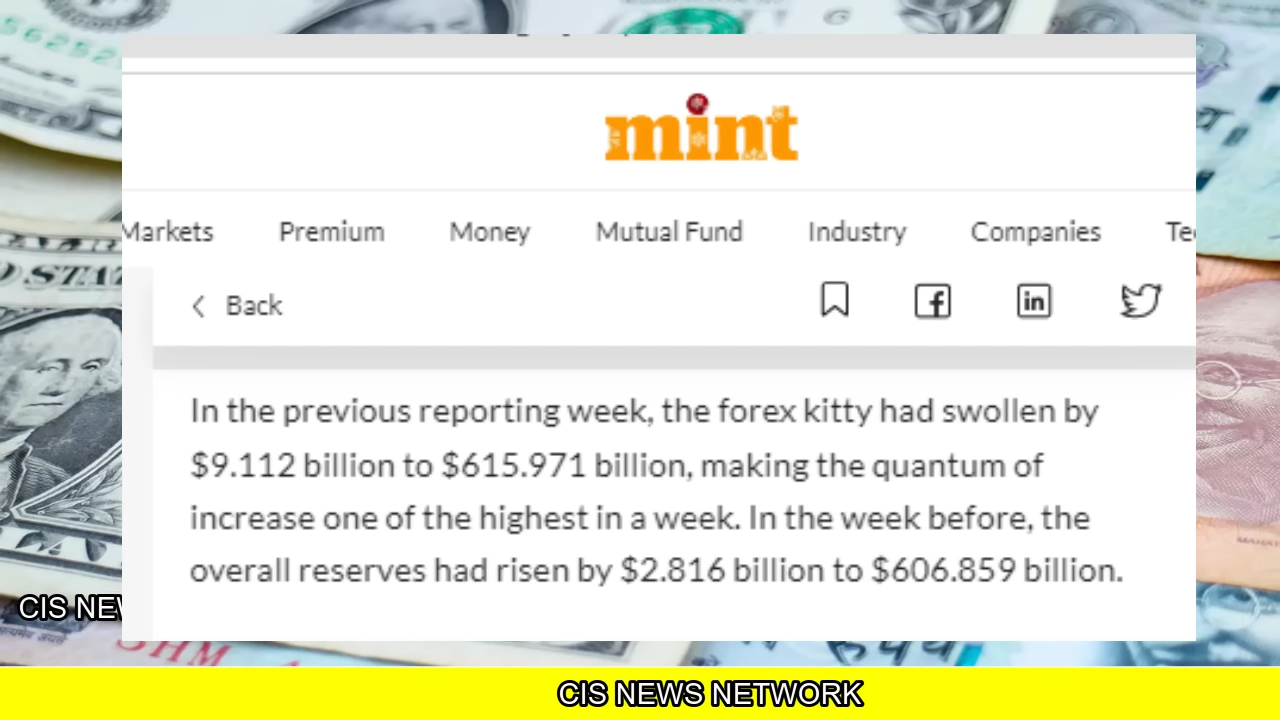 mint
Markets Premium Money Mutual Fund Industry Companies Te
Back
In the previous reporting week, the forex kitty had swollen by
$9.112 billion to $615.971 billion, making the quantum of
increase one of the highest in a week. In the week before, the
overall reserves had risen by $2.816 billion to $606.859 billion.
CIS NEW
CIS NEWS NETWORK